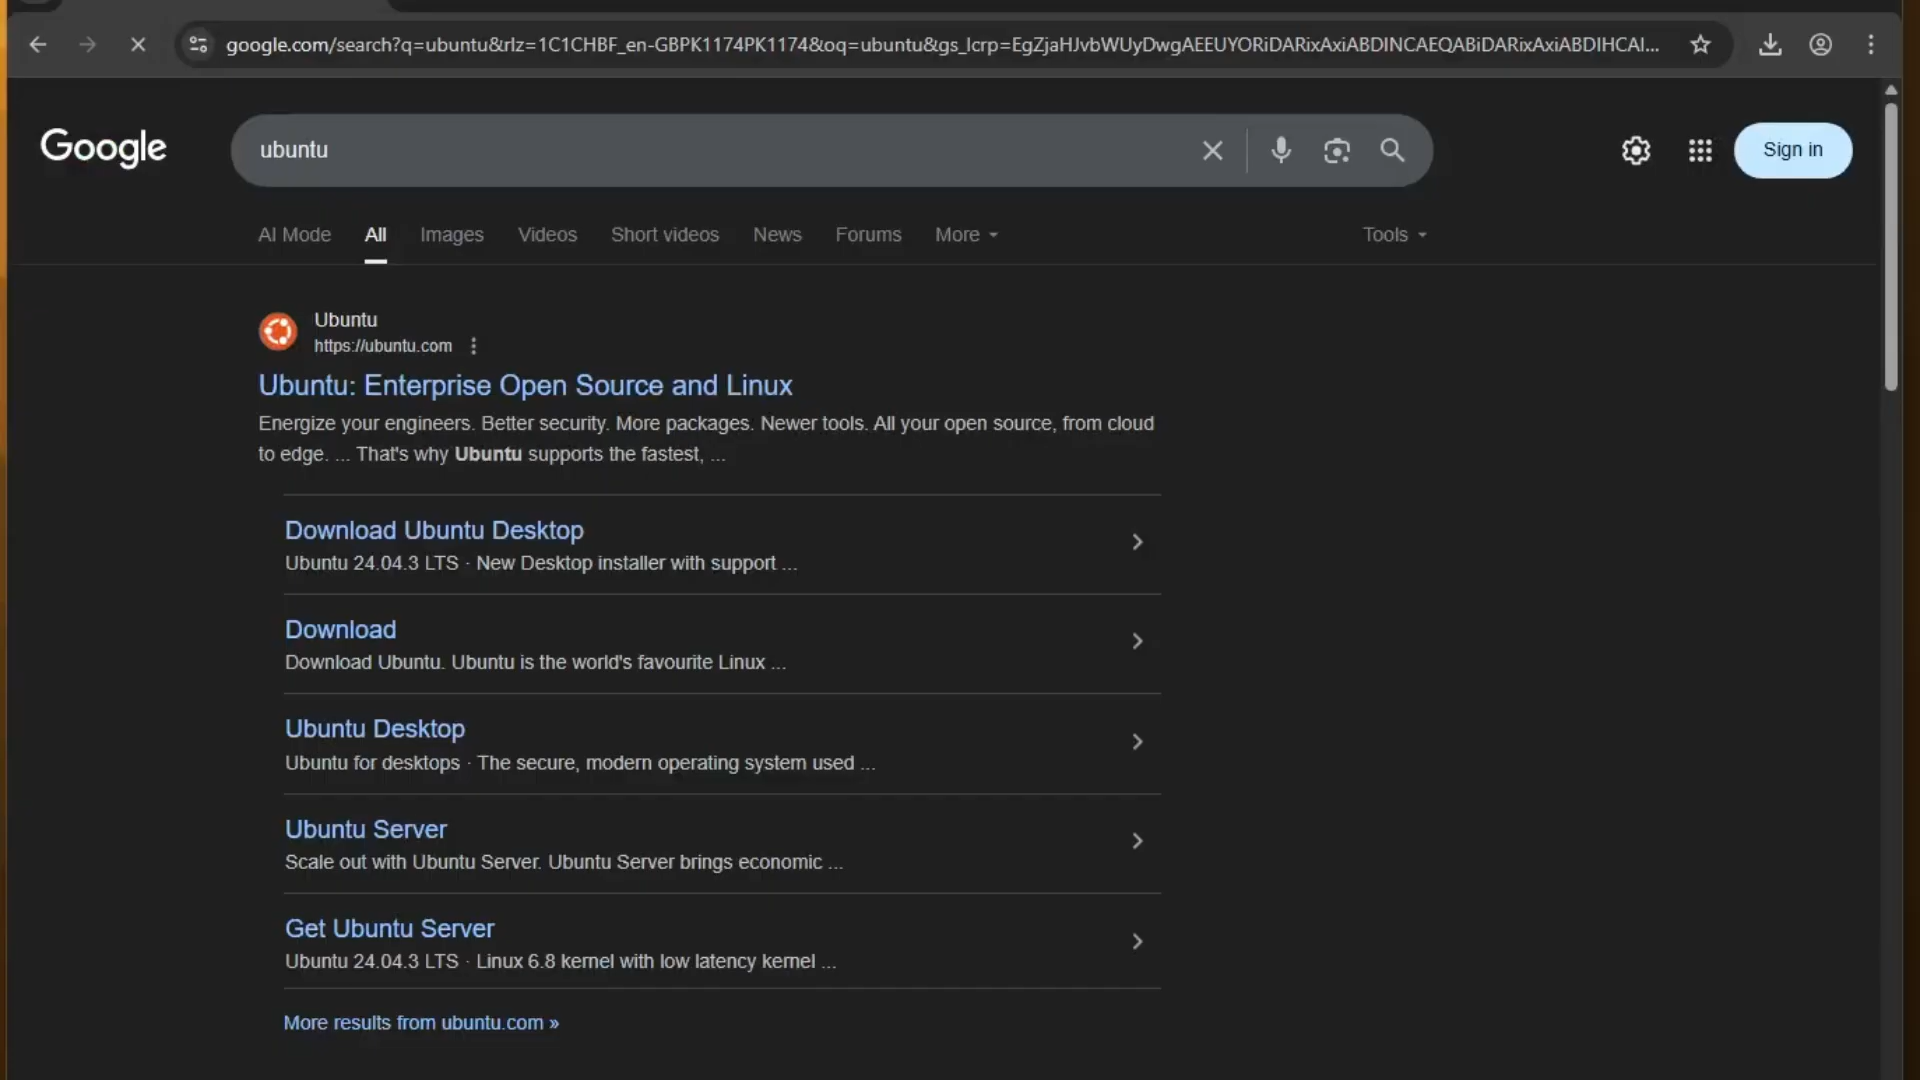 google.com/search?q=ubuntu&rlz=1C1CHBF_en-GBPK1174PK1174&oq=ubuntu&gs_lcrp=EgZjaHJvbWUyDwgAEEUYORiDARixAxiABDINCAEQABiDARixAxiABDIHCAI...
Google
ubuntu
Sign in
AI Mode
All
Images
Videos
Short videos
News
Forums
More
Tools
Ubuntu
https://ubuntu.com
Ubuntu: Enterprise Open Source and Linux
Energize your engineers. Better security. More packages. Newer tools. All your open source, from cloud
to edge. ... That's why Ubuntu supports the fastest, ...
Download Ubuntu Desktop
Ubuntu 24.04.3 LTS · New Desktop installer with support ...
Download
Download Ubuntu. Ubuntu is the world's favourite Linux ...
Ubuntu Desktop
Ubuntu for desktops · The secure, modern operating system used ...
Ubuntu Server
Scale out with Ubuntu Server. Ubuntu Server brings economic ...
Get Ubuntu Server
Ubuntu 24.04.3 LTS · Linux 6.8 kernel with low latency kernel ...
More results from ubuntu.com »